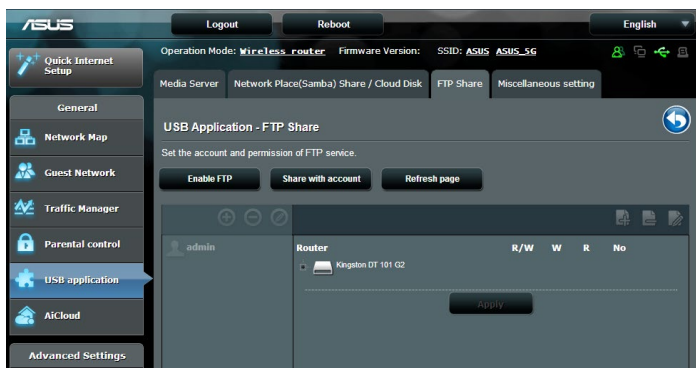 ASUS
Logout
Reboot
English
Quick Internet Setup
Operation Mode: Wireless router Firmware Version: SSID: ASUS ASUS_5G
Media Server
Network Place(Samba) Share / Cloud Disk
FTP Share
Miscellaneous setting
General
Network Map
Guest Network
Traffic Manager
Parental control
USB application
AiCloud
Advanced Settings
USB Application - FTP Share
Set the account and permission of FTP service.
Enable FTP
Share with account
Refresh page
admin
Router R/W W R No
Kingston DT 101 G2
Apply